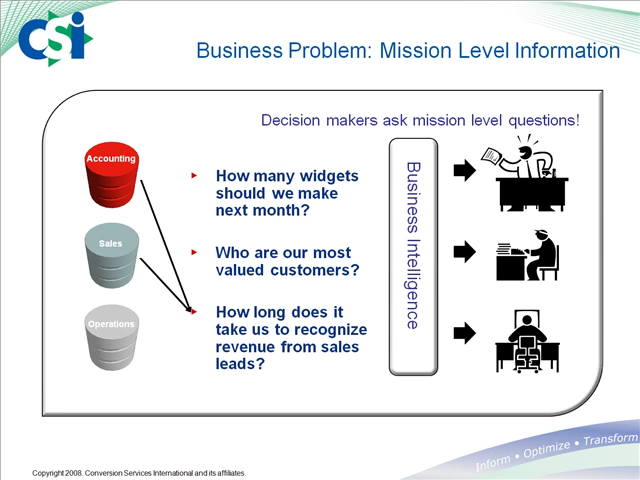 CSi
Business Problem: Mission Level Information
Decision makers ask mission level questions!
Accounting
Sales
Operations
How many widgets
should we make
next month?
Who are our most
valued customers?
How long does it
take us to recognize
revenue from sales
leads?
Business Intelligence
Inform • Optimize • Transform
Copyright 2008. Conversion Services International and its affiliates.